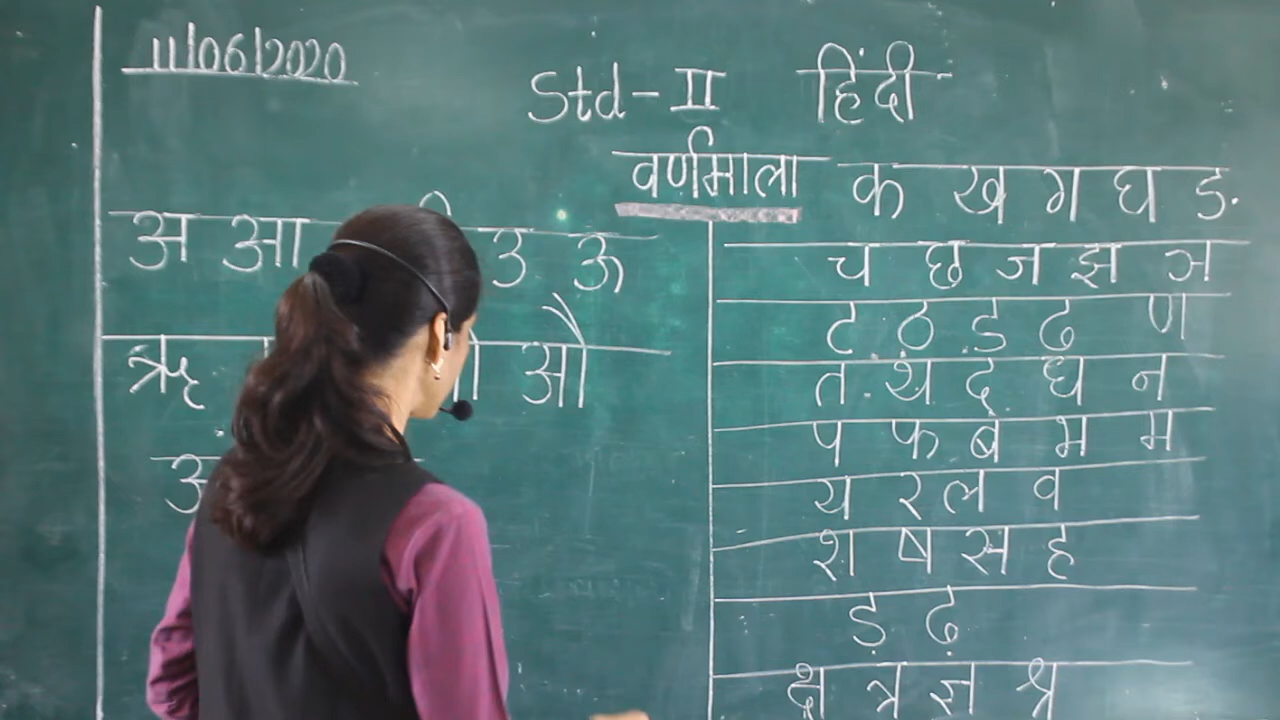 11/06/2020
Std-II हिंदी
वर्णमाला
अ आ उ ऊ
ऋ औ
क ख ग घ ङ
च छ ज झ ञ
ट ठ ड ढ ण
त थ द ध न
प फ ब भ म
य र ल व
श ष स ह
ड़ ढ़
क्ष त्र ज्ञ श्र